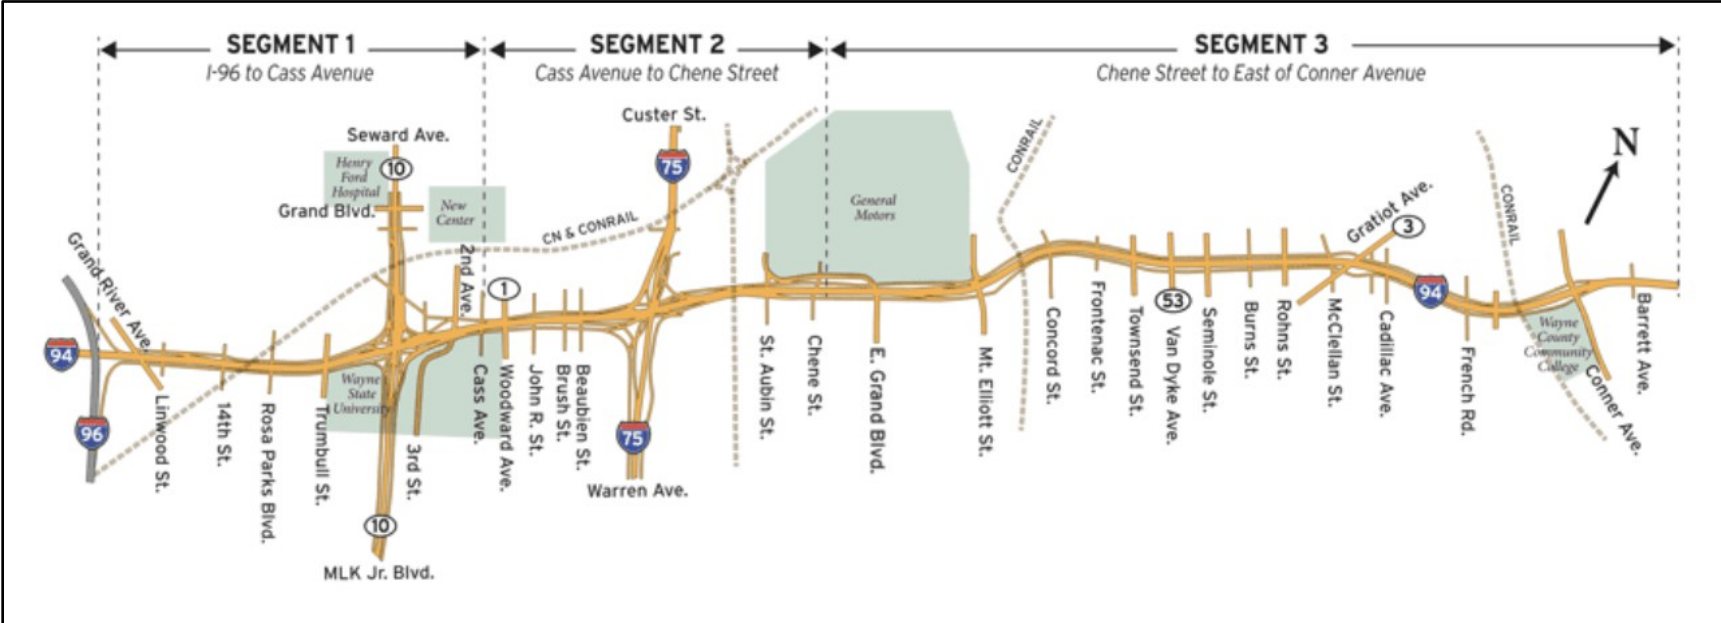 SEGMENT 1
I-96 to Cass Avenue
SEGMENT 2
Cass Avenue to Chene Street
SEGMENT 3
Chene Street to East of Conner Avenue
Seward Ave.
10
Henry
Ford
Hospital
Grand Blvd.
New
Center
2nd Ave.
CN & CONRAIL
Custer St.
75
General
Motors
CONRAIL
Gratiot Ave.
3
CONRAIL
N
Grand River Ave.
94
96
1
53
94
Linwood St.
14th St.
Rosa Parks Blvd.
Trumbull St.
Wayne
State
University
3rd St.
Cass Ave.
Woodward Ave.
John R. St.
Brush St.
Beaubien St.
75
Warren Ave.
10
MLK Jr. Blvd.
St. Aubin St.
Chene St.
E. Grand Blvd.
Mt. Elliott St.
Concord St.
Frontenac St.
Townsend St.
Van Dyke Ave.
Seminole St.
Burns St.
Rohns St.
McClellan St.
Cadillac Ave.
French Rd.
Wayne
County
Community
College
Conner Ave.
Barrett Ave.